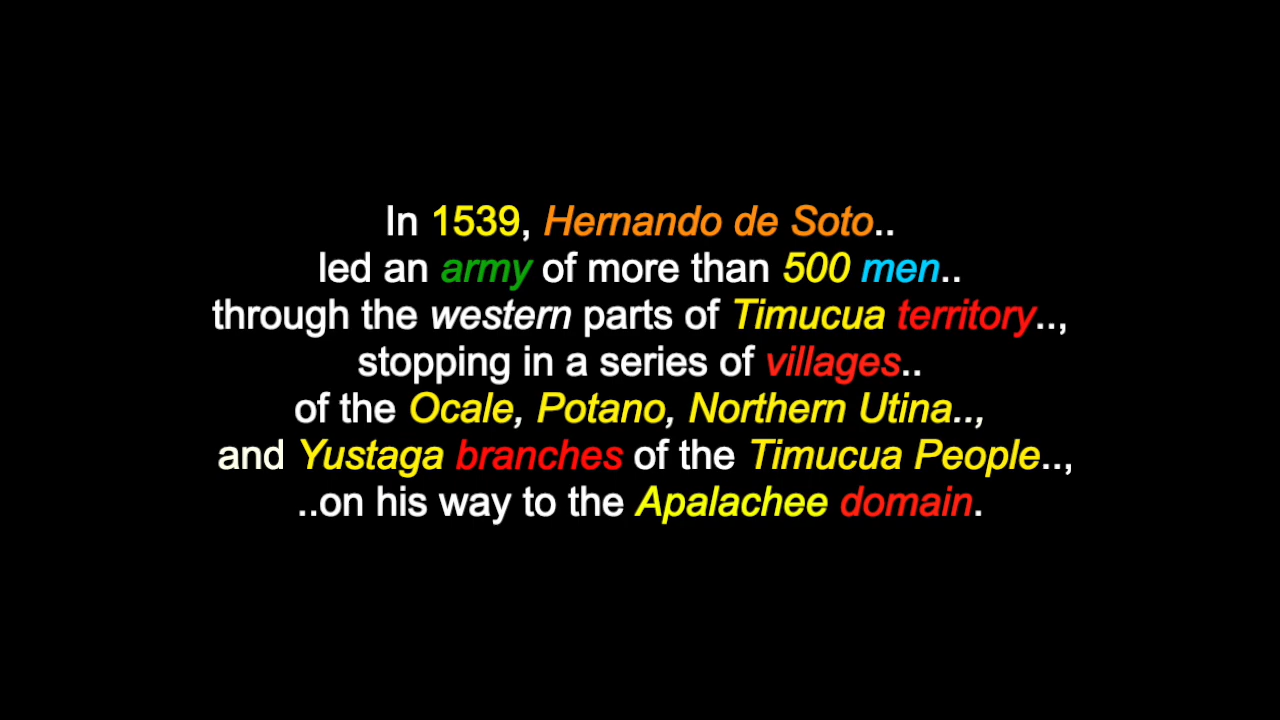 In 1539, Hernando de Soto..
led an army of more than 500 men..
through the western parts of Timucua territory..,
stopping in a series of villages..
of the Ocale, Potano, Northern Utina..,
and Yustaga branches of the Timucua People..,
..on his way to the Apalachee domain.